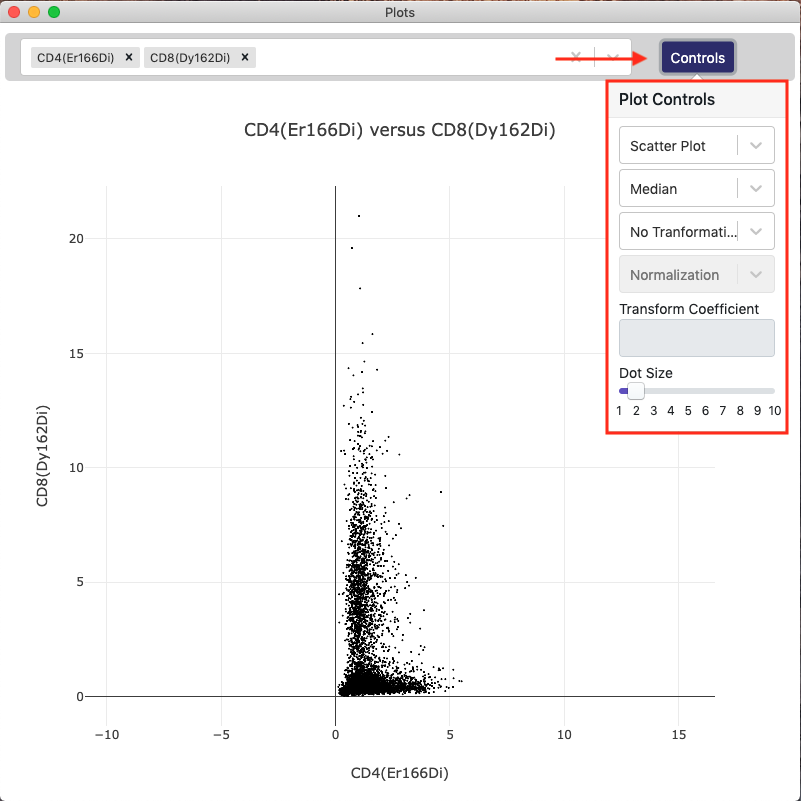 Plots
CD4(Er166Di) × CD8(Dy162Di) ×
Controls
Plot Controls
Scatter Plot
Median
No Tranformati...
Normalization
Transform Coefficient
Dot Size
1 2 3 4 5 6 7 8 9 10
CD4(Er166Di) versus CD8(Dy162Di)
20
15
10
5
0
CD8(Dy162Di)
−10 −5 0 5 10 15
CD4(Er166Di)